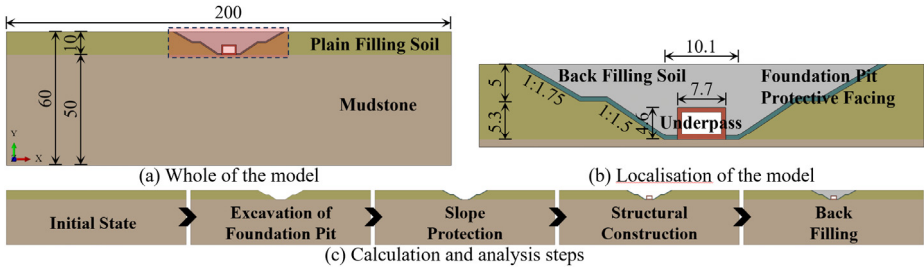 200
10
60
50
Plain Filling Soil
Mudstone
Y
X
(a) Whole of the model
10.1
Back Filling Soil
Foundation Pit
Protective Facing
5
1:1.75
7.7
5.3
1:1.5
4.6
Underpass
(b) Localisation of the model
Initial State
Excavation of
Foundation Pit
Slope
Protection
Structural
Construction
Back
Filling
(c) Calculation and analysis steps